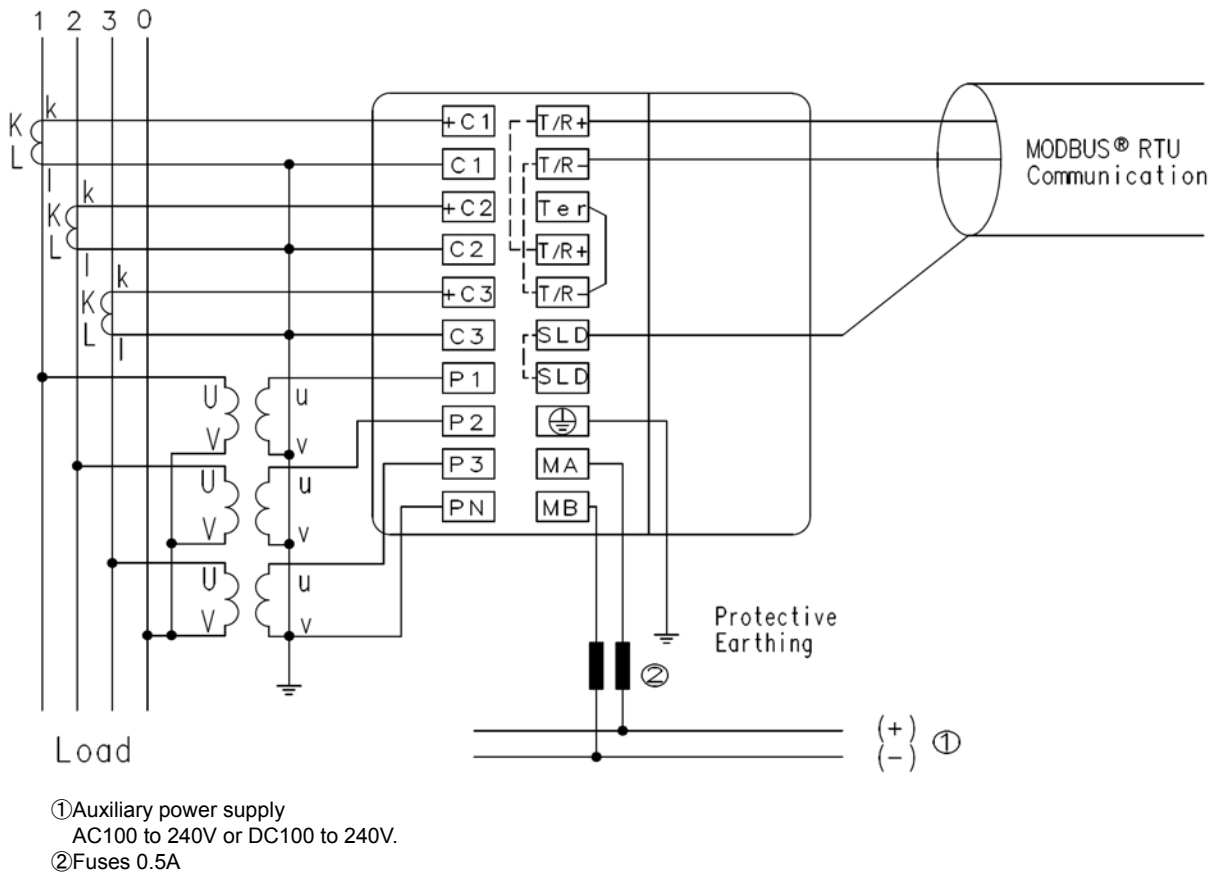 1 2 3 0
k
K
L
l
k
K
L
l
k
K
L
l
+C1
C1
+C2
C2
+C3
C3
P1
P2
P3
PN
T/R+
T/R-
Ter
T/R+
T/R-
SLD
SLD
MA
MB
MODBUS® RTU
Communication
U
V
u
v
U
V
u
v
U
V
u
v
Protective
Earthing
②
(+)
(-)
①
Load
①Auxiliary power supply
AC100 to 240V or DC100 to 240V.
②Fuses 0.5A